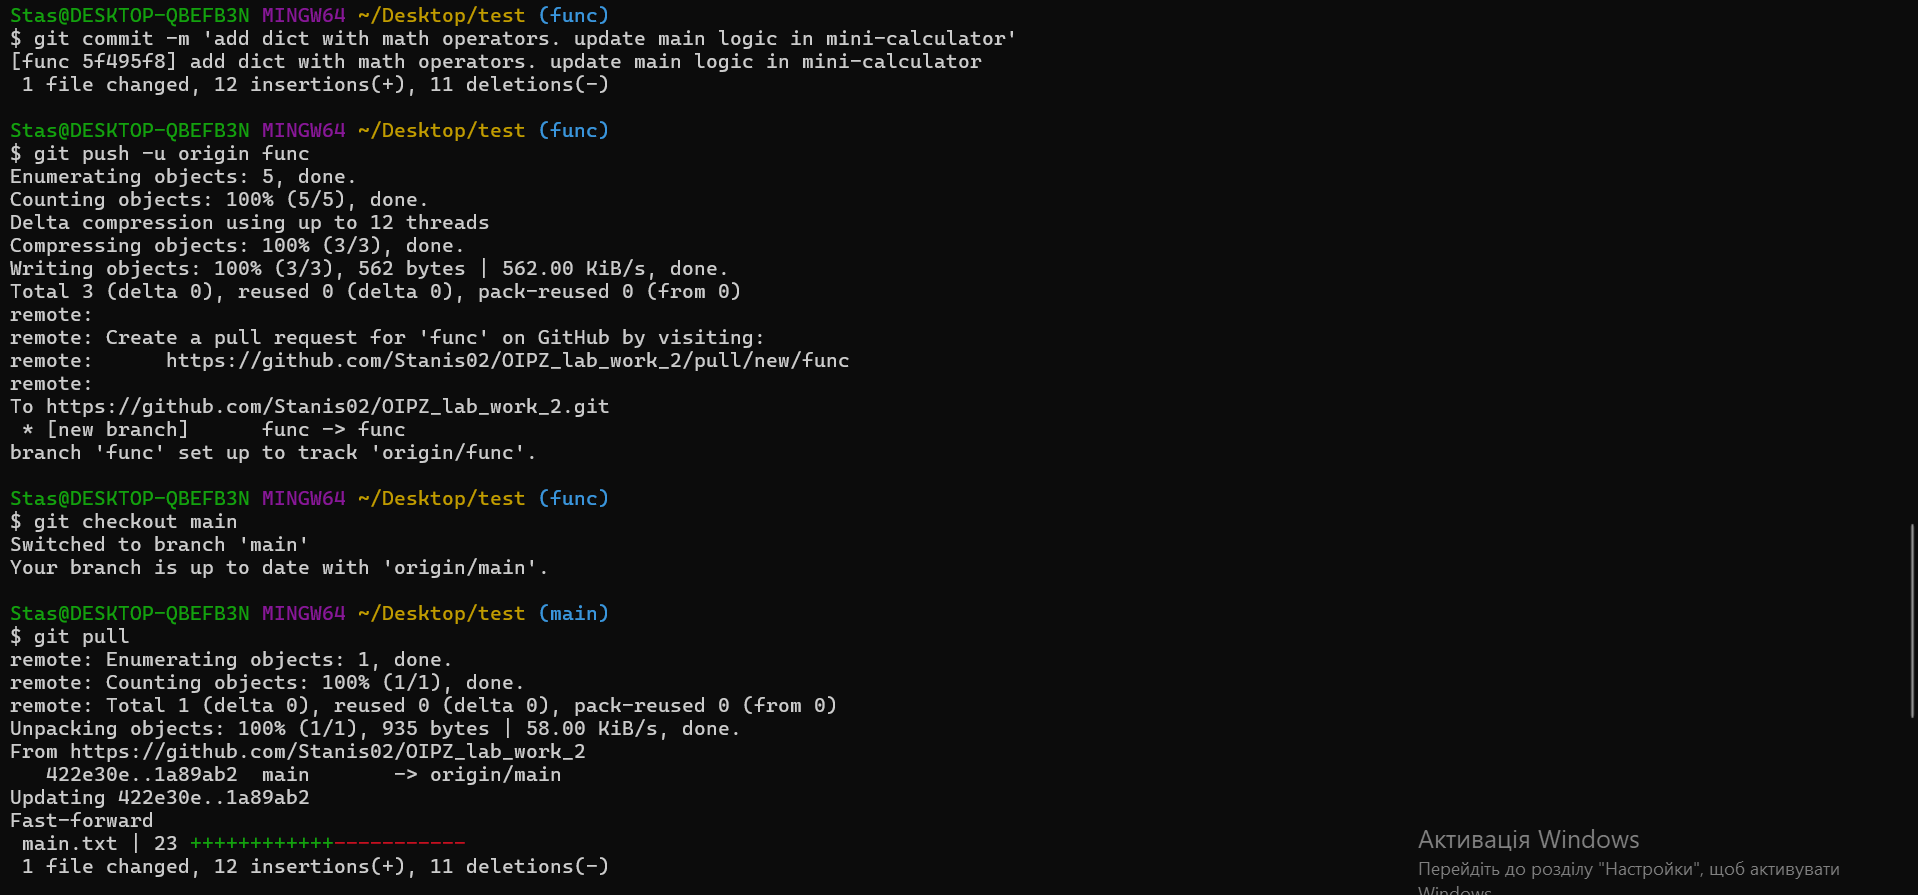 Stas@DESKTOP-QBEFB3N MINGW64 ~/Desktop/test (func)
$ git commit -m 'add dict with math operators. update main logic in mini-calculator'
[func 5f495f8] add dict with math operators. update main logic in mini-calculator
 1 file changed, 12 insertions(+), 11 deletions(-)
Stas@DESKTOP-QBEFB3N MINGW64 ~/Desktop/test (func)
$ git push -u origin func
Enumerating objects: 5, done.
Counting objects: 100% (5/5), done.
Delta compression using up to 12 threads
Compressing objects: 100% (3/3), done.
Writing objects: 100% (3/3), 562 bytes | 562.00 KiB/s, done.
Total 3 (delta 0), reused 0 (delta 0), pack-reused 0 (from 0)
remote:
remote: Create a pull request for 'func' on GitHub by visiting:
remote:      https://github.com/Stanis02/OIPZ_lab_work_2/pull/new/func
remote:
To https://github.com/Stanis02/OIPZ_lab_work_2.git
 * [new branch]      func -> func
branch 'func' set up to track 'origin/func'.
Stas@DESKTOP-QBEFB3N MINGW64 ~/Desktop/test (func)
$ git checkout main
Switched to branch 'main'
Your branch is up to date with 'origin/main'.
Stas@DESKTOP-QBEFB3N MINGW64 ~/Desktop/test (main)
$ git pull
remote: Enumerating objects: 1, done.
remote: Counting objects: 100% (1/1), done.
remote: Total 1 (delta 0), reused 0 (delta 0), pack-reused 0 (from 0)
Unpacking objects: 100% (1/1), 935 bytes | 58.00 KiB/s, done.
From https://github.com/Stanis02/OIPZ_lab_work_2
   422e30e..1a89ab2  main       -> origin/main
Updating 422e30e..1a89ab2
Fast-forward
 main.txt | 23 ++++++++++++-----------
 1 file changed, 12 insertions(+), 11 deletions(-)
Активація Windows
Перейдіть до розділу "Настройки", щоб активувати
Windows.